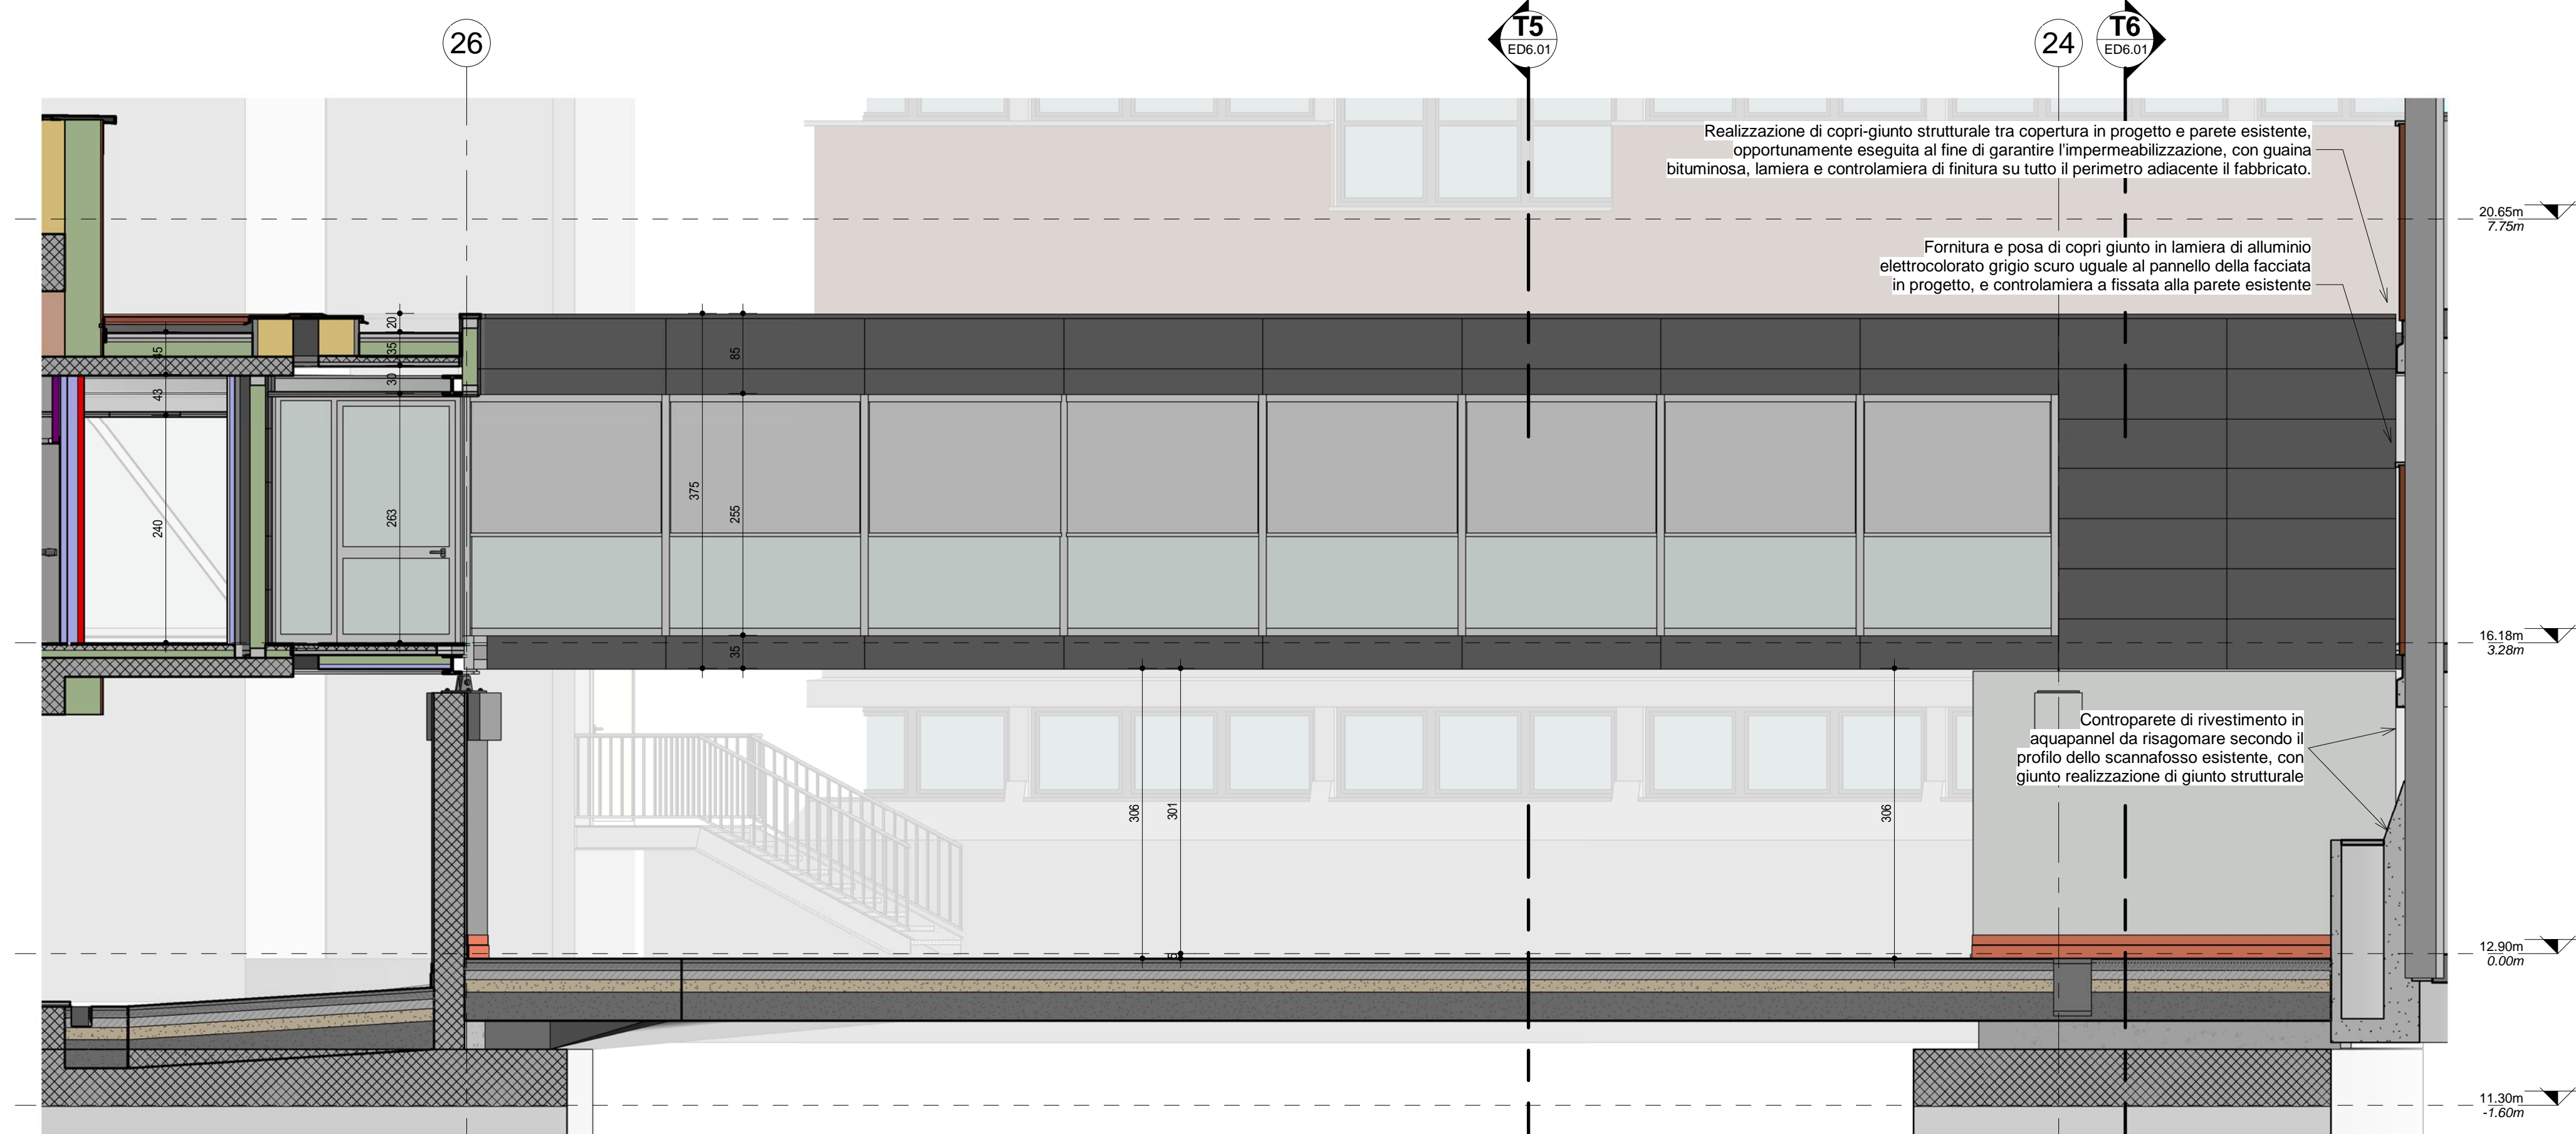 26
T5
ED6.01
24
T6
ED6.01
Realizzazione di copri-giunto strutturale tra copertura in progetto e parete esistente,
opportunamente eseguita al fine di garantire l'impermeabilizzazione, con guaina
bituminosa, lamiera e controlamiera di finitura su tutto il perimetro adiacente il fabbricato.
20.65m
7.75m
Fornitura e posa di copri giunto in lamiera di alluminio
elettrocolorato grigio scuro uguale al pannello della facciata
in progetto, e controlamiera a fissata alla parete esistente
20
35
30
45
43
85
375
255
263
240
35
16.18m
3.28m
Controparete di rivestimento in
aquapannel da risagomare secondo il
profilo dello scannafosso esistente, con
giunto realizzazione di giunto strutturale
306
301
306
5
12.90m
0.00m
11.30m
-1.60m